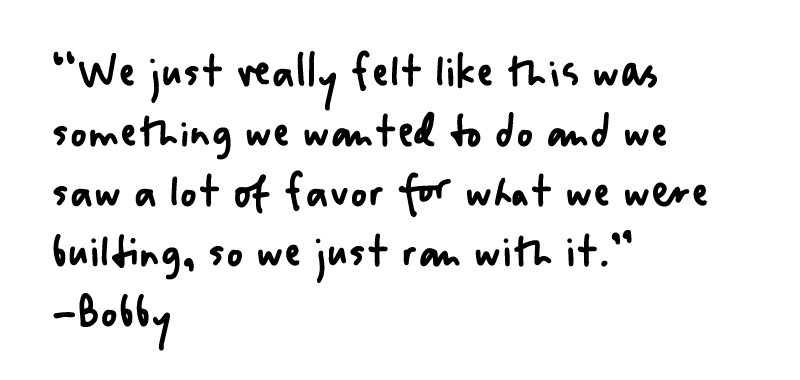 “We just really felt like this was
something we wanted to do and we
saw a lot of favor for what we were
building, so we just ran with it.”
–Bobby